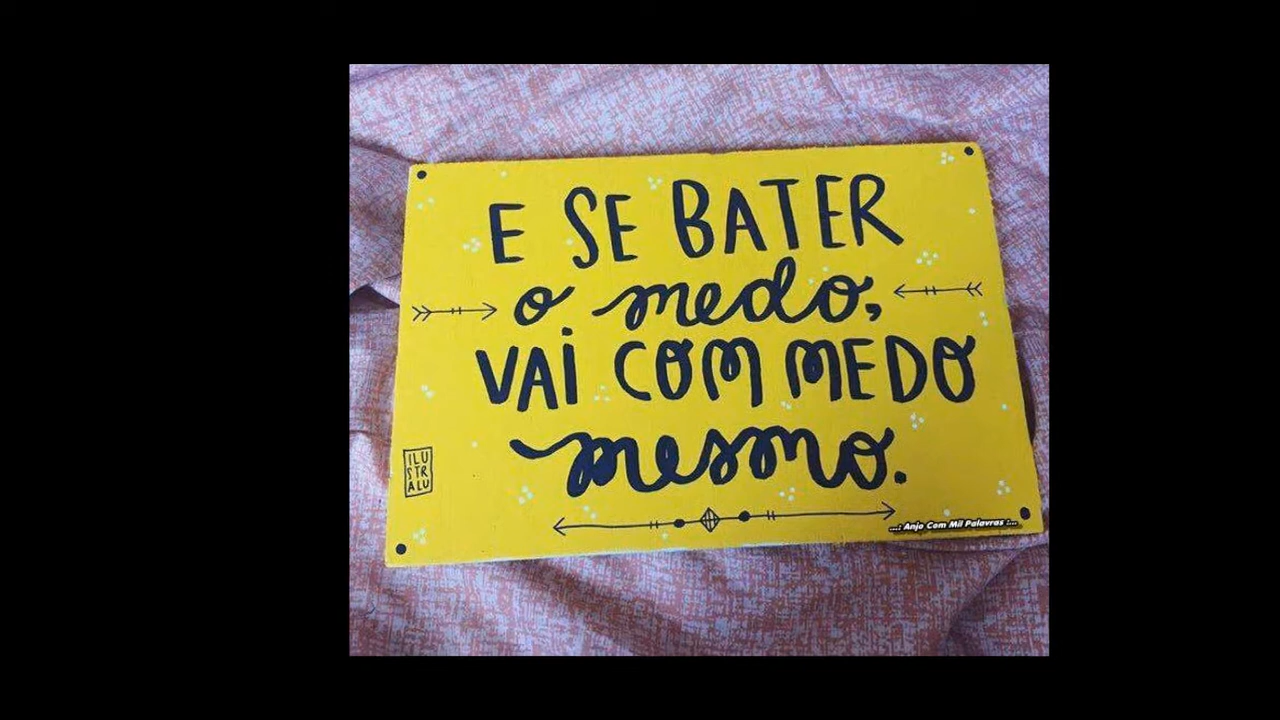 E SE BATER
o medo,
VAI COM MEDO
mesmo.
ILU
STR
ALU
...: Anjo Com Mil Palavras :...